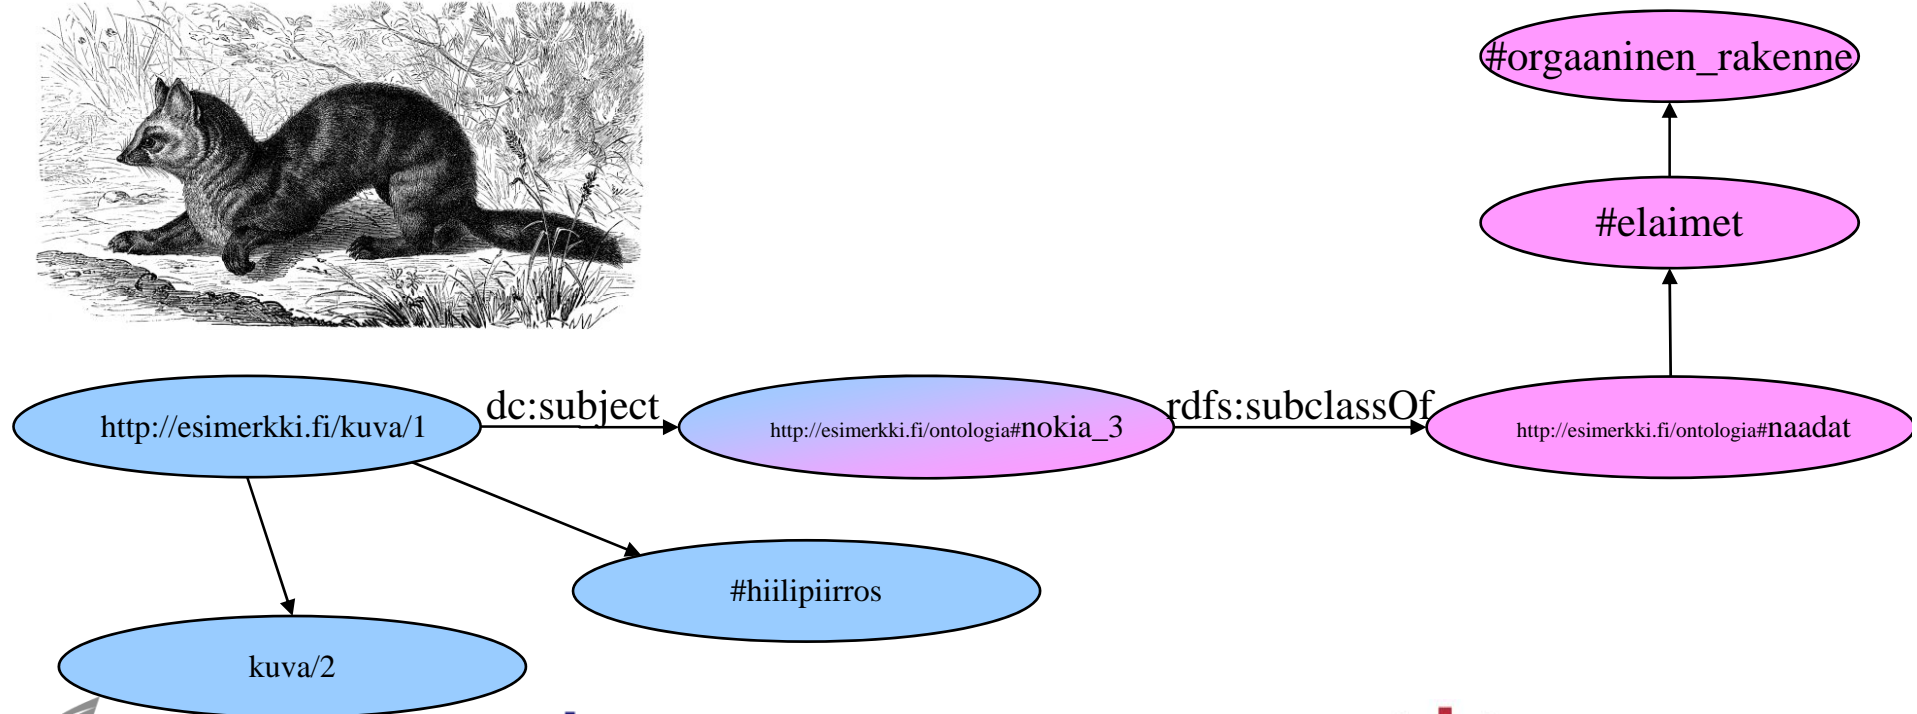 #orgaaninen_rakenne
#elaimet
http://esimerkki.fi/kuva/1
dc:subject
http://esimerkki.fi/ontologia#nokia_3
rdfs:subclassOf
http://esimerkki.fi/ontologia#naadat
#hiilipiirros
kuva/2